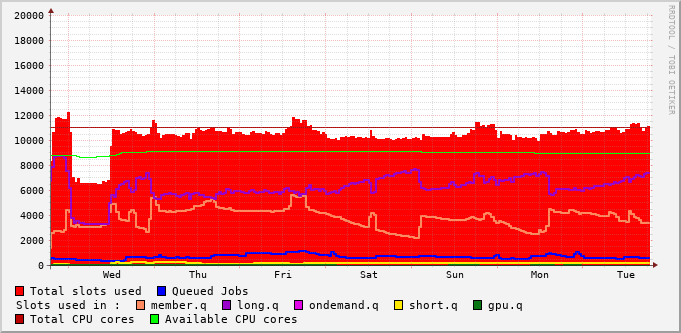 RRDTOOL / TOBI OETIKER
20000
18000
16000
14000
12000
10000
8000
6000
4000
2000
0
Wed Thu Fri Sat Sun Mon Tue
Total slots used Queued Jobs
Slots used in : member.q long.q ondemand.q short.q gpu.q
Total CPU cores Available CPU cores